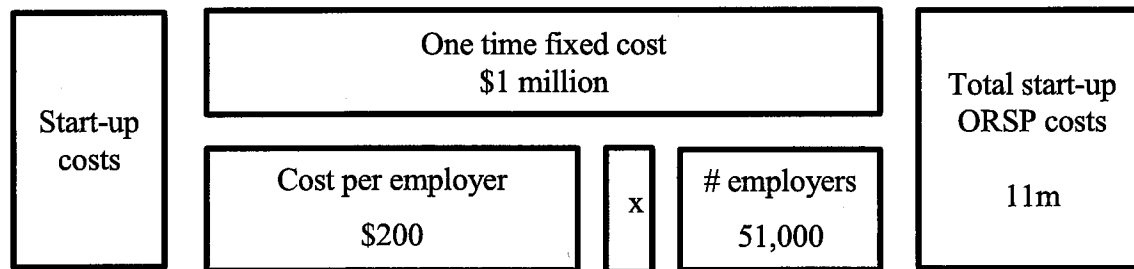 Start-up
costs
One time fixed cost
$1 million
Cost per employer
$200
x
# employers
51,000
Total start-up
ORSP costs
11m